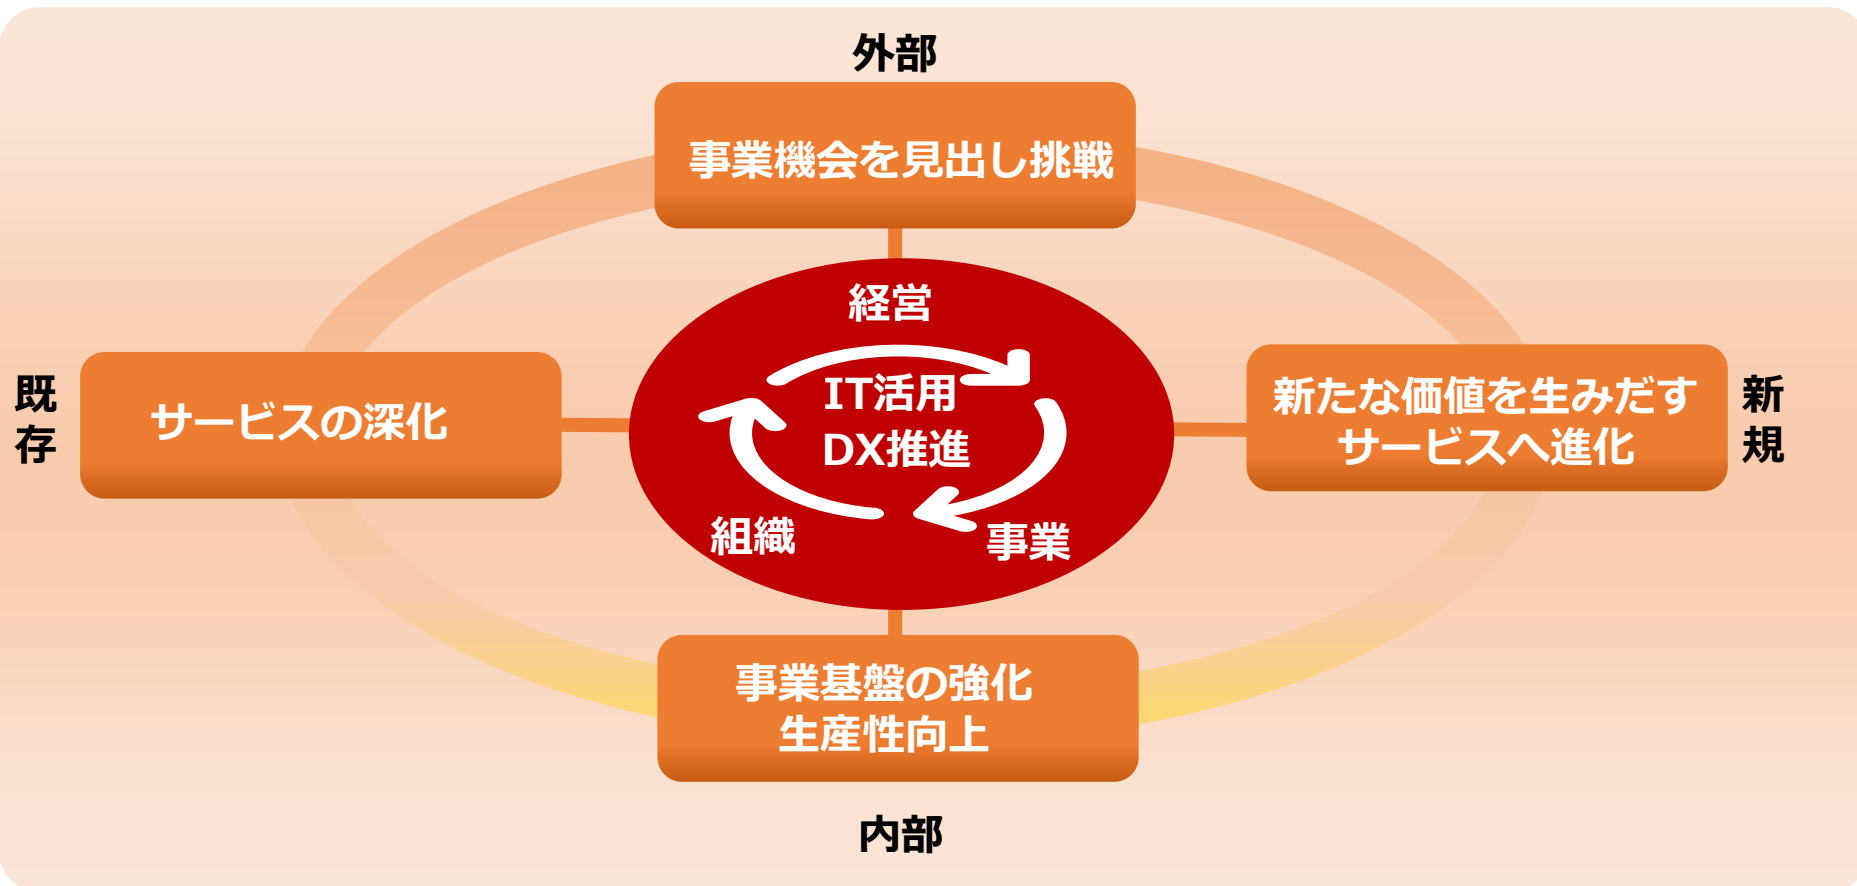 外部
事業機会を見出し挑戦
経営
IT活用
DX推進
組織
事業
既
存
サービスの深化
新たな価値を生みだす
サービスへ進化
新
規
事業基盤の強化
生産性向上
内部